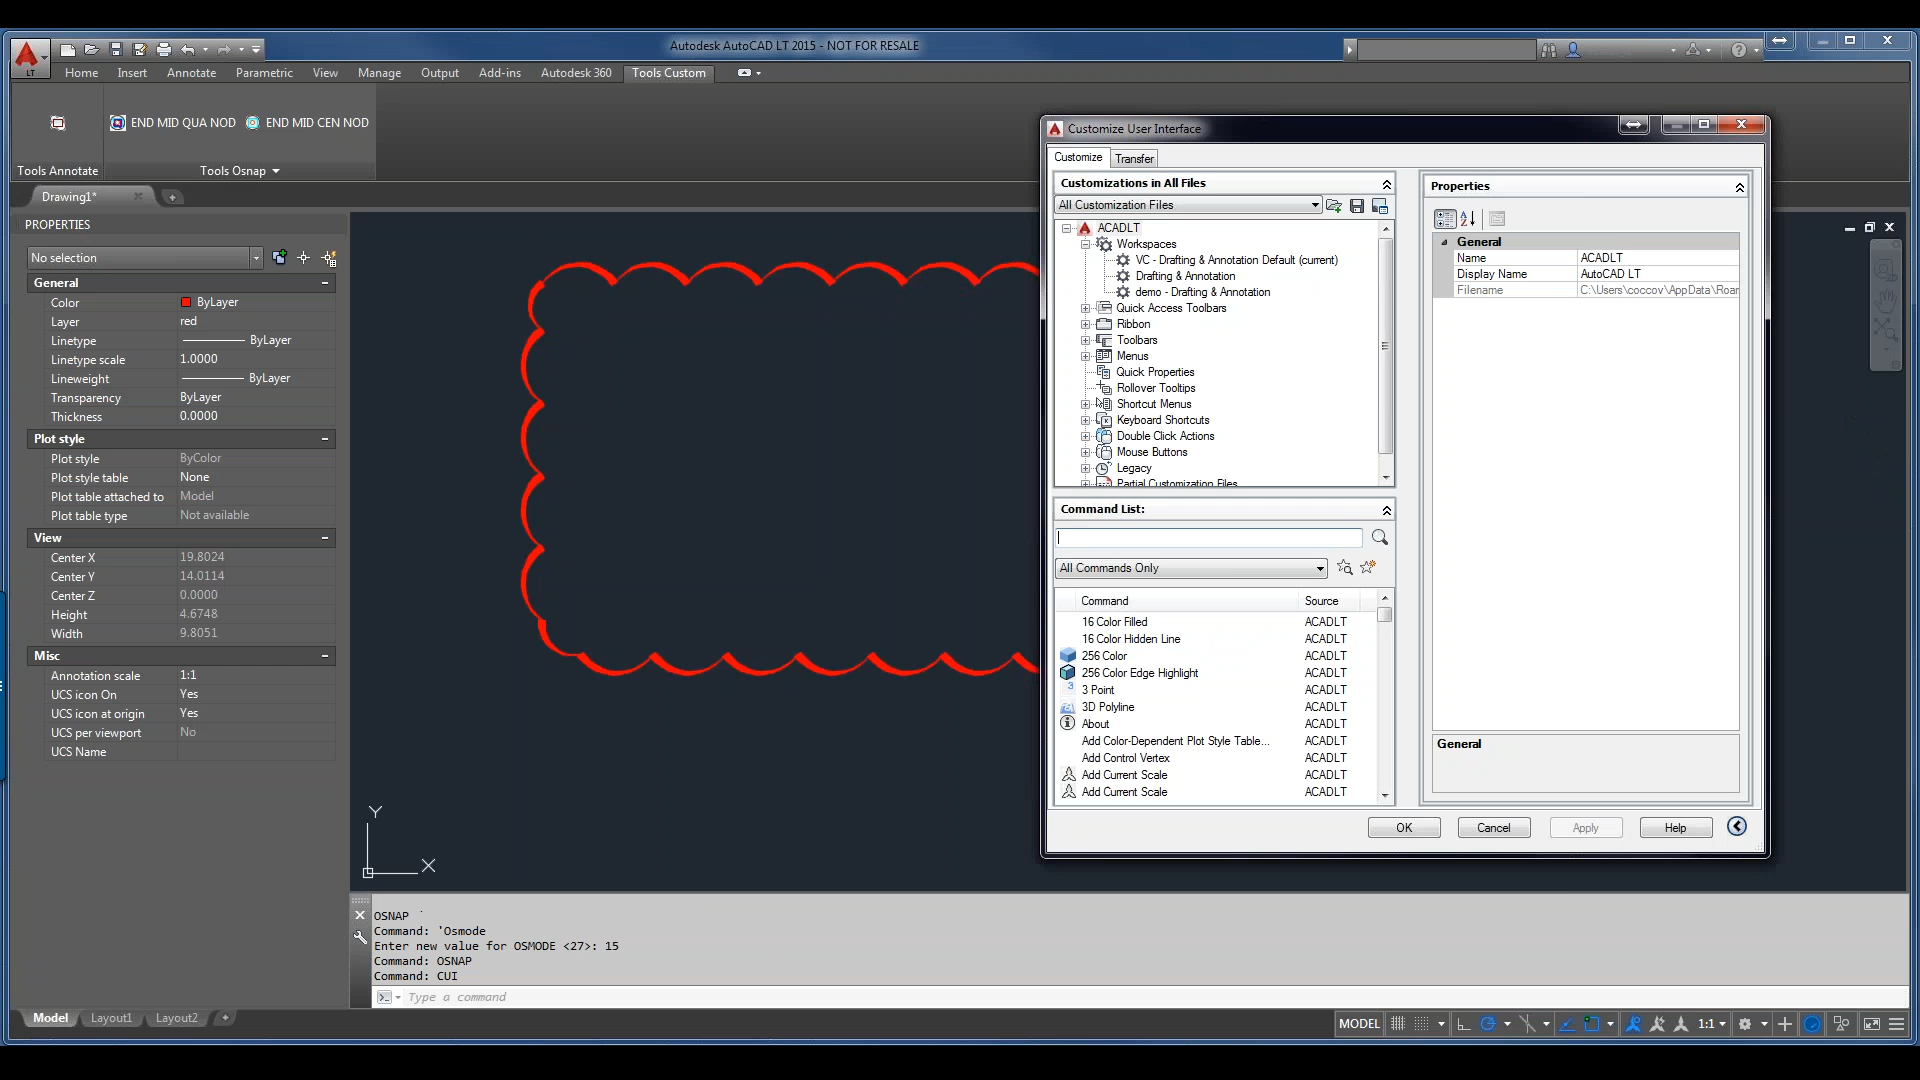 Autodesk AutoCAD LT 2015 - NOT FOR RESALE
LT
Home Insert Annotate Parametric View Manage Output Add-ins Autodesk 360 Tools Custom
END MID QUA NOD END MID CEN NOD
Tools Annotate Tools Osnap
Drawing1*
PROPERTIES
No selection
General
Color ByLayer
Layer red
Linetype ByLayer
Linetype scale 1.0000
Lineweight ByLayer
Transparency ByLayer
Thickness 0.0000
Plot style
Plot style ByColor
Plot style table None
Plot table attached to Model
Plot table type Not available
View
Center X 19.8024
Center Y 14.0114
Center Z 0.0000
Height 4.6748
Width 9.8051
Misc
Annotation scale 1:1
UCS icon On Yes
UCS icon at origin Yes
UCS per viewport No
UCS Name
Y
X
Customize User Interface
Customize Transfer
Customizations in All Files
All Customization Files
ACADLT
Workspaces
VC - Drafting & Annotation Default (current)
Drafting & Annotation
demo - Drafting & Annotation
Quick Access Toolbars
Ribbon
Toolbars
Menus
Quick Properties
Rollover Tooltips
Shortcut Menus
Keyboard Shortcuts
Double Click Actions
Mouse Buttons
Legacy
Partial Customization Files
Command List:
All Commands Only
Command Source
16 Color Filled ACADLT
16 Color Hidden Line ACADLT
256 Color ACADLT
256 Color Edge Highlight ACADLT
3 Point ACADLT
3D Polyline ACADLT
About ACADLT
Add Color-Dependent Plot Style Table... ACADLT
Add Control Vertex ACADLT
Add Current Scale ACADLT
Add Current Scale ACADLT
Properties
General
Name ACADLT
Display Name AutoCAD LT
Filename C:\Users\coccov\AppData\Roar
General
OK Cancel Apply Help
OSNAP
Command: 'Osmode
Enter new value for OSMODE <27>: 15
Command: OSNAP
Command: CUI
Type a command
Model Layout1 Layout2
MODEL 1:1